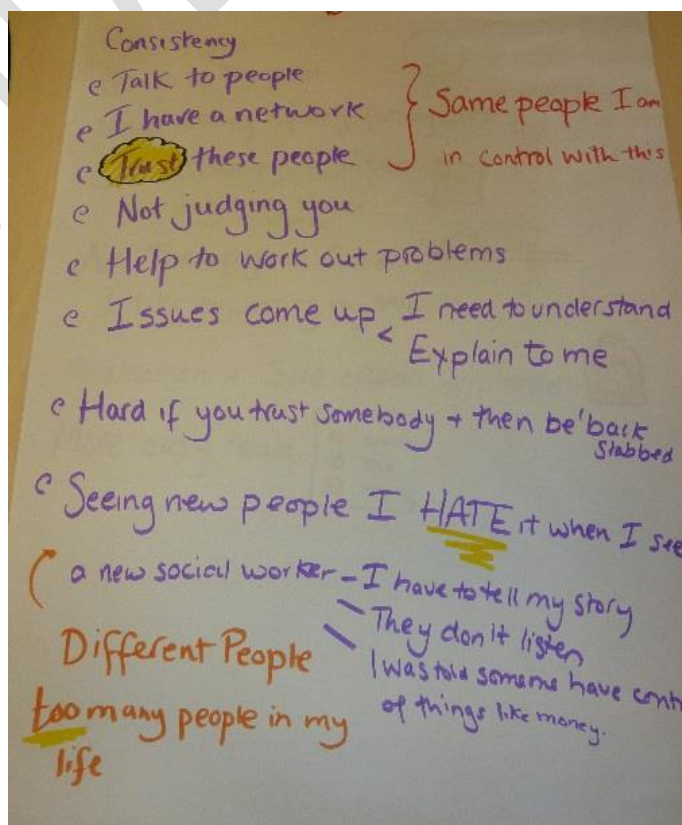 Consistency
e Talk to people
e I have a network
e Trust these people
Same people I am
in control with this
e Not judging you
c Help to work out problems
e Issues come up < I need to understand
Explain to me
c Hard if you trust somebody + then be 'back
stabbed
c Seeing new people I HATE it when I see
a new social worker - I have to tell my story
They don't listen
I was told have cont
of things like money.
Different People
too many people in my
life